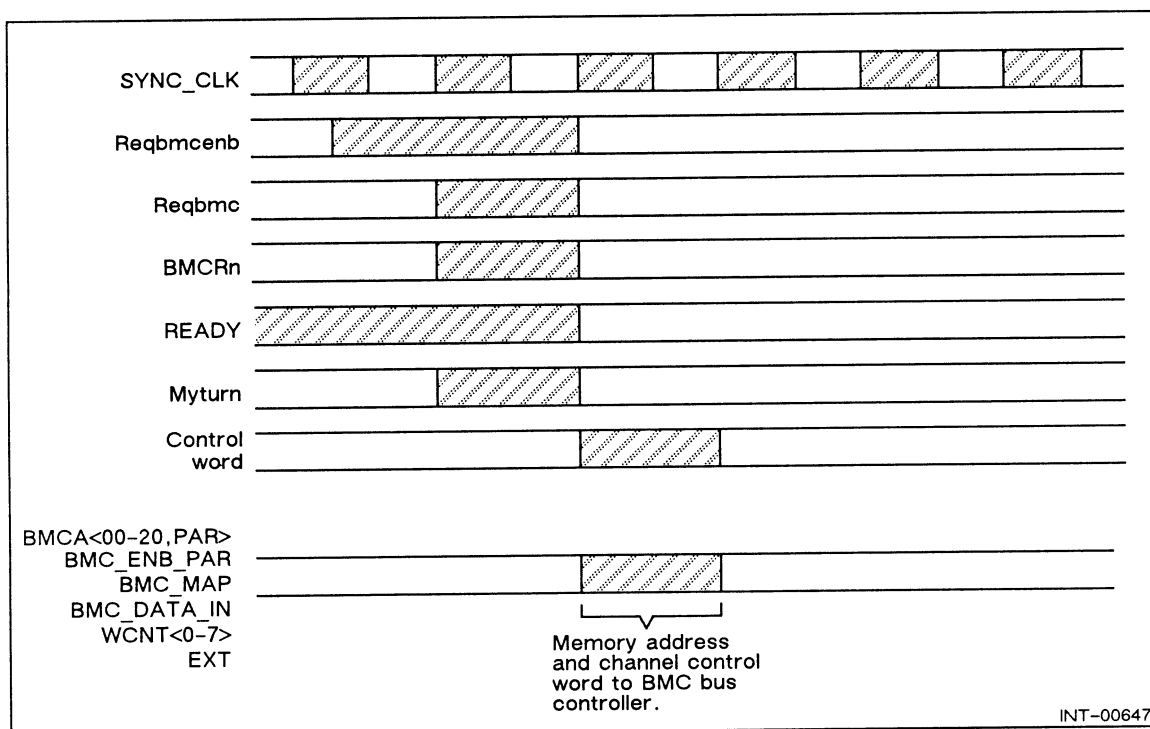 SYNC_CLK
Reqbmcenb
Reqbmc
BMCRn
READY
Myturn
Control
word
BMCA<00-20,PAR>
BMC_ENB_PAR
BMC_MAP
BMC_DATA_IN
WCNT<0-7>
EXT
Memory address
and channel control
word to BMC bus
controller.
INT-00647